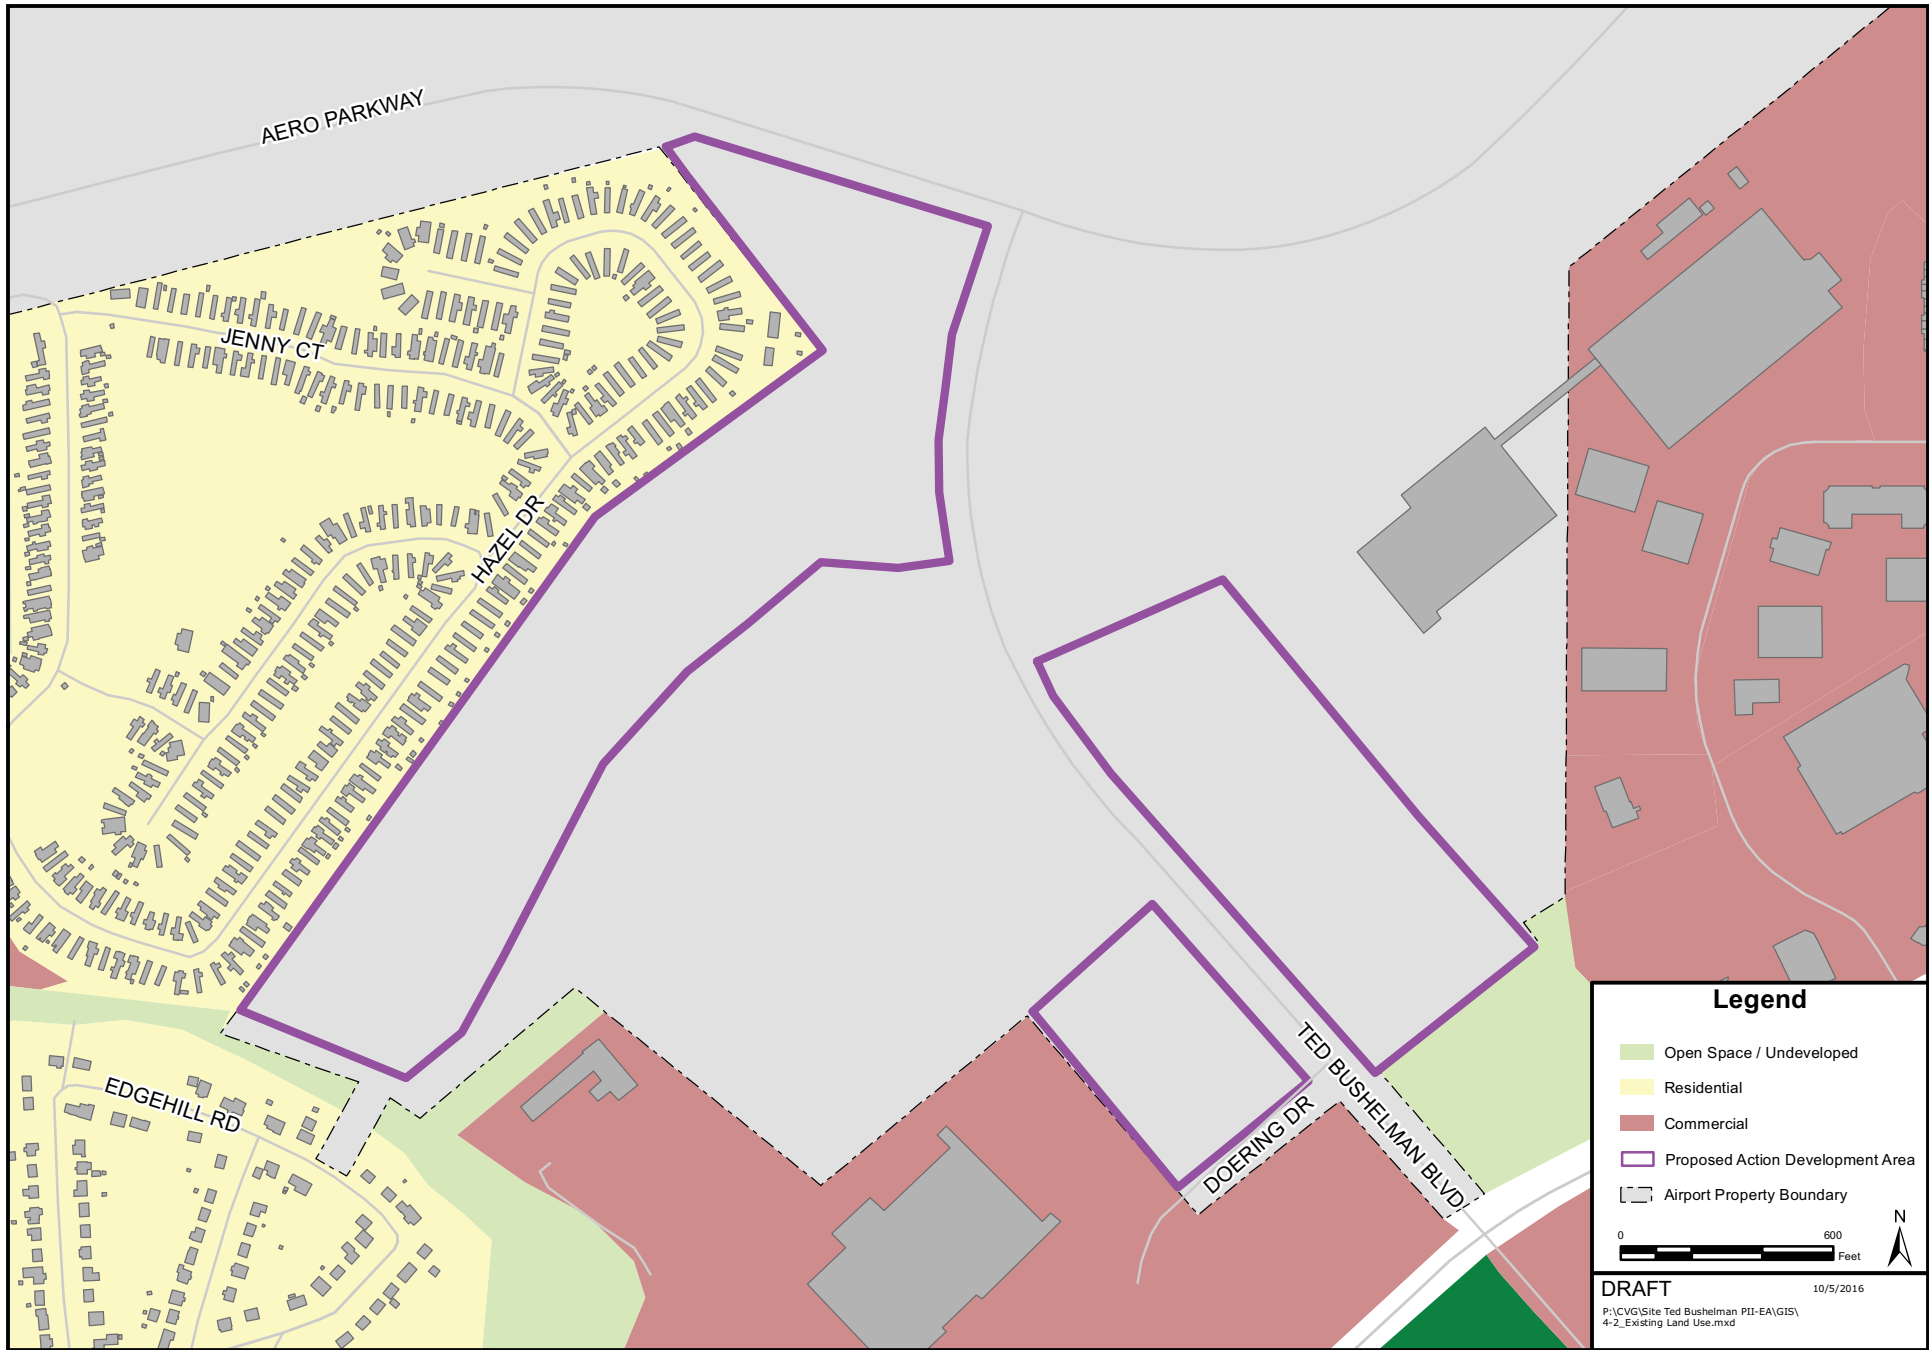 AERO PARKWAY
JENNY CT
HAZEL DR
EDGEHILL RD
TED BUSHELMAN BLVD
DOERING DR
Legend
Open Space / Undeveloped
Residential
Commercial
Proposed Action Development Area
Airport Property Boundary
N
0 600
Feet
DRAFT 10/5/2016
P:\CVG\Site Ted Bushelman PII-EA\GIS\
4-2_Existing Land Use.mxd